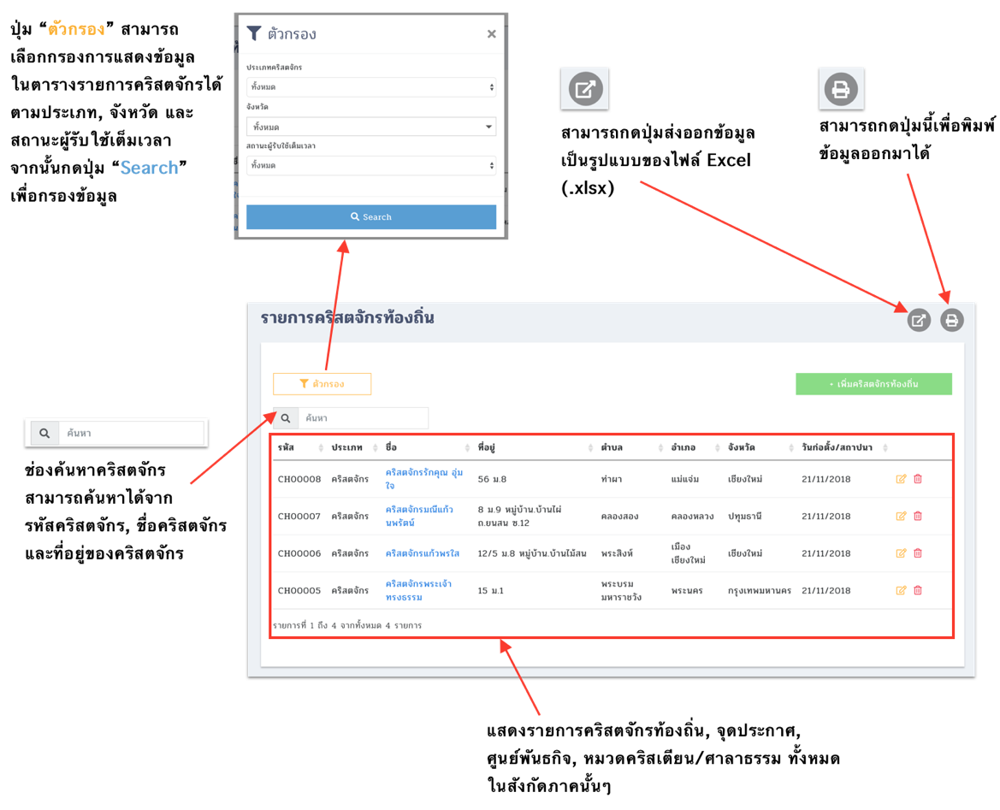 ปุ่ม “ตัวกรอง” สามารถ
เลือกกรองการแสดงข้อมูล
ในตารางรายการคริสตจักรได้
ตามประเภท, จังหวัด และ
สถานะผู้รับใช้เต็มเวลา
จากนั้นกดปุ่ม “Search”
เพื่อกรองข้อมูล
ตัวกรอง ×
ประเภทคริสตจักร
ทั้งหมด
จังหวัด
ทั้งหมด
สถานะผู้รับใช้เต็มเวลา
ทั้งหมด
Search
สามารถกดปุ่มส่งออกข้อมูล
เป็นรูปแบบของไฟล์ Excel
(.xlsx)
สามารถกดปุ่มนี้เพื่อพิมพ์
ข้อมูลออกมาได้
รายการคริสตจักรท้องถิ่น
ตัวกรอง
เพิ่มคริสตจักรท้องถิ่น
ค้นหา
ค้นหา
ช่องค้นหาคริสตจักร
สามารถค้นหาได้จาก
รหัสคริสตจักร, ชื่อคริสตจักร
และที่อยู่ของคริสตจักร
รหัส ประเภท ชื่อ ที่อยู่ ตำบล อำเภอ จังหวัด วันก่อตั้ง/สถาปนา
CH00008 คริสตจักร คริสตจักรรักคุณ อุ่ม
ใจ 56 ม.8 ท่าผา แม่แจ่ม เชียงใหม่ 21/11/2018
CH00007 คริสตจักร คริสตจักรมณีแก้ว
นพรัตน์ 8 ม.9 หมู่บ้าน.บ้านไผ่
ถ.ยนสน ซ.12 คลองสอง คลองหลวง ปทุมธานี 21/11/2018
CH00006 คริสตจักร คริสตจักรแก้วพรใส 12/5 ม.8 หมู่บ้าน.บ้านไม้สน พระสิงห์ เมือง
เชียงใหม่ เชียงใหม่ 21/11/2018
CH00005 คริสตจักร คริสตจักรพระเจ้า
ทรงธรรม 15 ม.1 พระบรม
มหาราชวัง พระนคร กรุงเทพมหานคร 21/11/2018
รายการที่ 1 ถึง 4 จากทั้งหมด 4 รายการ
แสดงรายการคริสตจักรท้องถิ่น, จุดประกาศ,
ศูนย์พันธกิจ, หมวดคริสเตียน/ศาลาธรรม ทั้งหมด
ในสังกัดภาคนั้นๆ